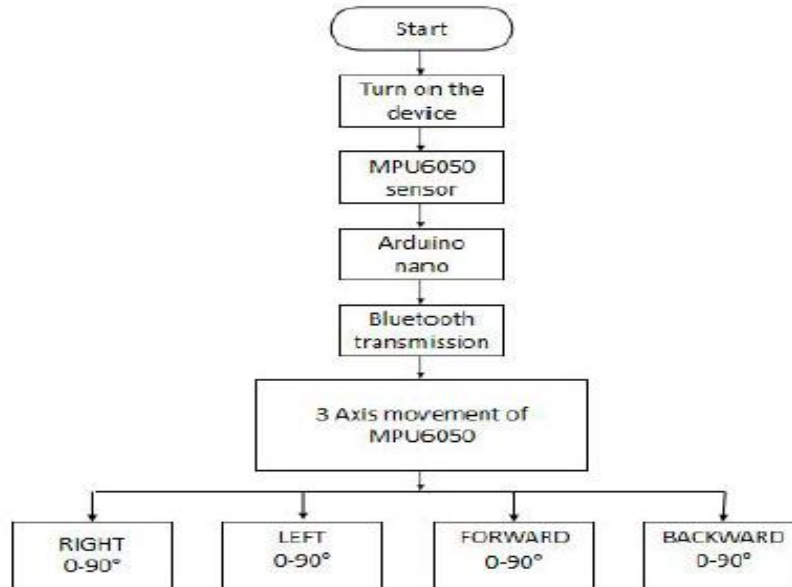 Start
Turn on the
device
MPU6050
sensor
Arduino
nano
Bluetooth
transmission
3 Axis movement of
MPU6050
RIGHT
0-90°
LEFT
0-90°
FORWARD
0-90°
BACKWARD
0-90°